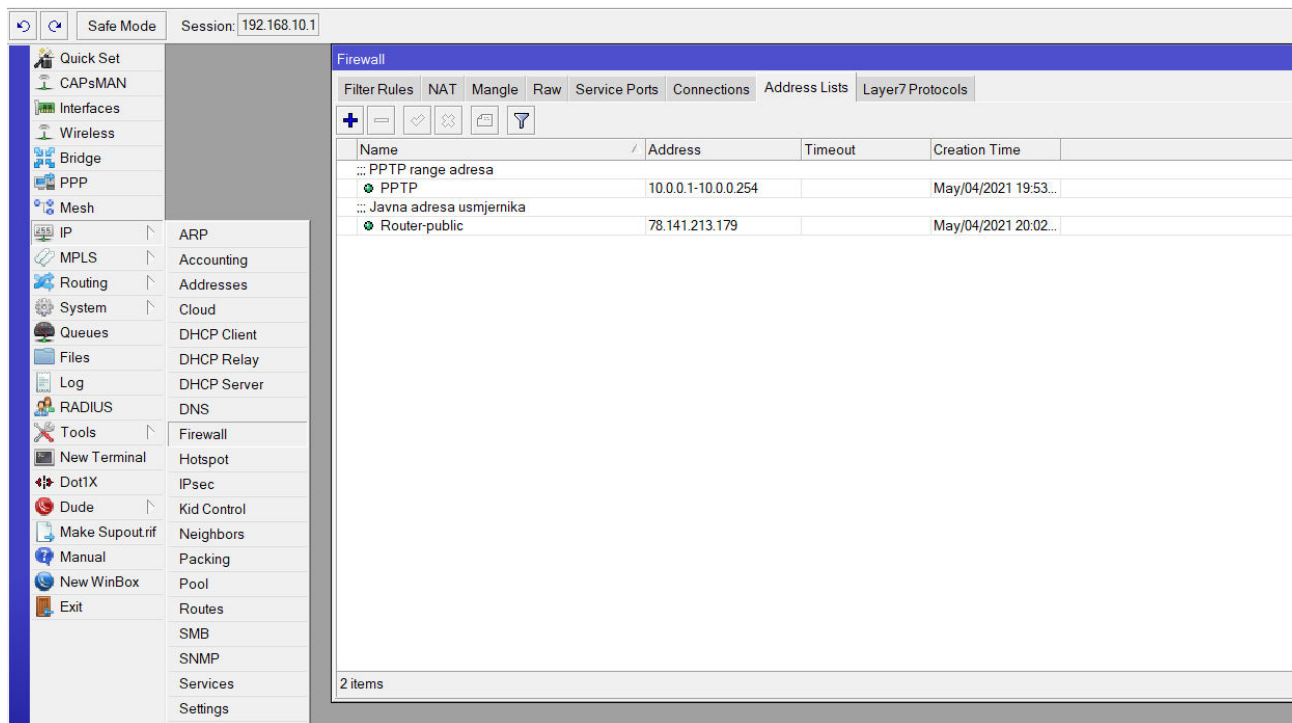 Safe Mode Session: 192.168.10.1
Quick Set
CAPsMAN
Interfaces
Wireless
Bridge
PPP
Mesh
255 IP
MPLS
Routing
System
Queues
Files
Log
RADIUS
Tools
New Terminal
Dot1X
Dude
Make Supout.rif
Manual
New WinBox
Exit
ARP
Accounting
Addresses
Cloud
DHCP Client
DHCP Relay
DHCP Server
DNS
Firewall
Hotspot
IPsec
Kid Control
Neighbors
Packing
Pool
Routes
SMB
SNMP
Services
Settings
Firewall
Filter Rules NAT Mangle Raw Service Ports Connections Address Lists Layer7 Protocols
Name / Address Timeout Creation Time
;;; PPTP range adresa
PPTP 10.0.0.1-10.0.0.254 May/04/2021 19:53...
;;; Javna adresa usmjernika
Router-public 78.141.213.179 May/04/2021 20:02...
2 items